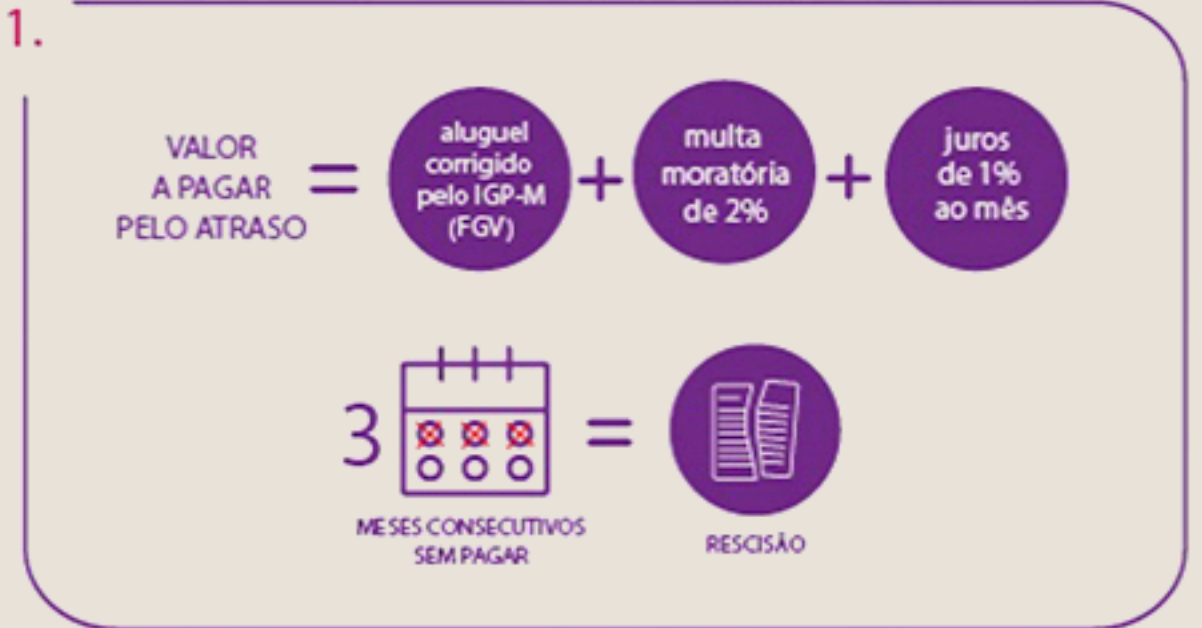 1.
VALOR
A PAGAR
PELO ATRASO
=
aluguel
corrigido
pelo IGP-M
(FGV)
+
multa
moratória
de 2%
+
juros
de 1%
ao mês
3
MESES CONSECUTIVOS
SEM PAGAR
=
RESCISÃO